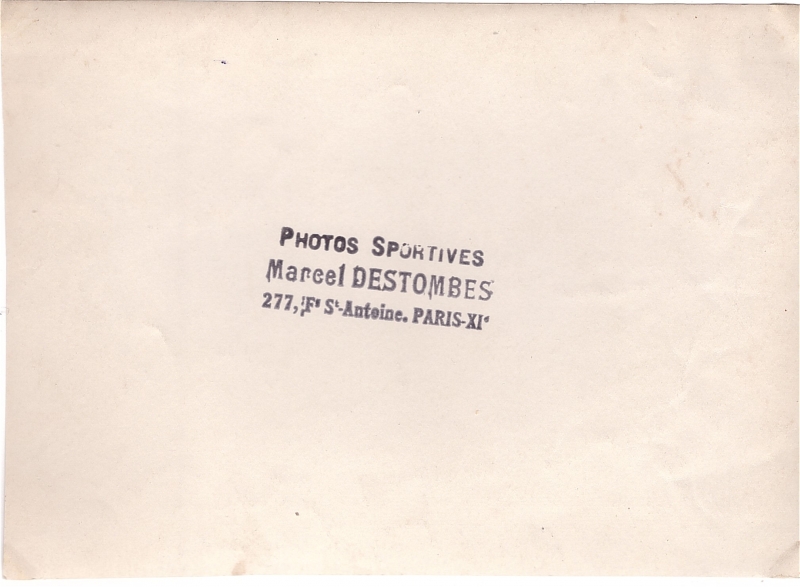 PHOTOS SPORTIVES
Marcel DESTOMBES
277, Fg St-Antoine. PARIS-XIe